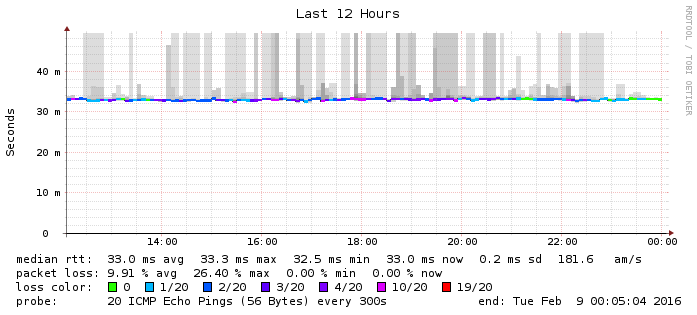 Last 12 Hours
RRDTOOL / TOBI OETIKER
Seconds
40 m
30 m
20 m
10 m
0
14:00 16:00 18:00 20:00 22:00 00:00
median rtt: 33.0 ms avg 33.3 ms max 32.5 ms min 33.0 ms now 0.2 ms sd 181.6 am/s
packet loss: 9.91 % avg 26.40 % max 0.00 % min 0.00 % now
loss color: 0 1/20 2/20 3/20 4/20 10/20 19/20
probe: 20 ICMP Echo Pings (56 Bytes) every 300s end: Tue Feb 9 00:05:04 2016